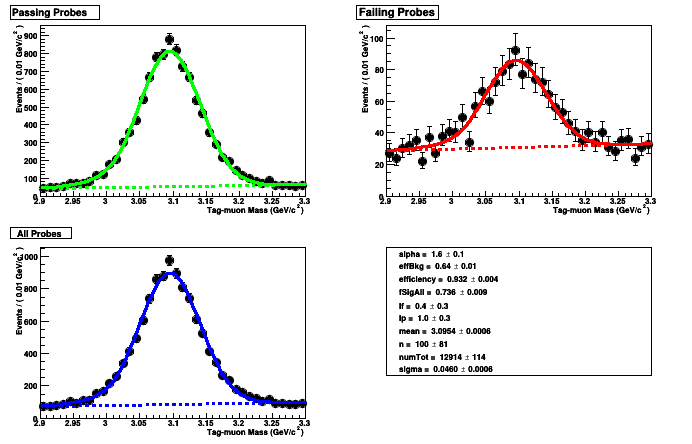 Passing Probes
Events / ( 0.01 GeV/c² )
900
800
700
600
500
400
300
200
100
0
2.9 2.95 3 3.05 3.1 3.15 3.2 3.25 3.3
Tag-muon Mass (GeV/c²)
Failing Probes
Events / ( 0.01 GeV/c² )
100
80
60
40
20
0
2.9 2.95 3 3.05 3.1 3.15 3.2 3.25 3.3
Tag-muon Mass (GeV/c²)
All Probes
Events / ( 0.01 GeV/c² )
1000
800
600
400
200
0
2.9 2.95 3 3.05 3.1 3.15 3.2 3.25 3.3
Tag-muon Mass (GeV/c²)
alpha = 1.6 ± 0.1
effBkg = 0.64 ± 0.01
efficiency = 0.932 ± 0.004
fSigAll = 0.736 ± 0.009
lf = 0.4 ± 0.3
lp = 1.0 ± 0.3
mean = 3.0954 ± 0.0006
n = 100 ± 81
numTot = 12914 ± 114
sigma = 0.0460 ± 0.0006